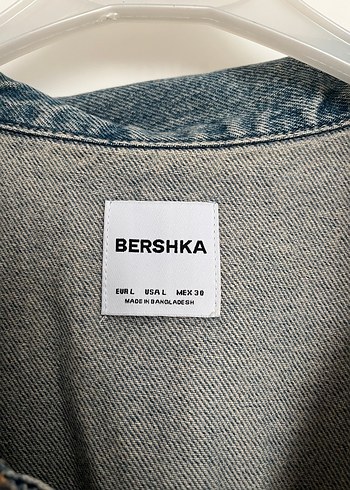 BERSHKA
EUR L USA L MEX 30
MADE IN BANGLADESH